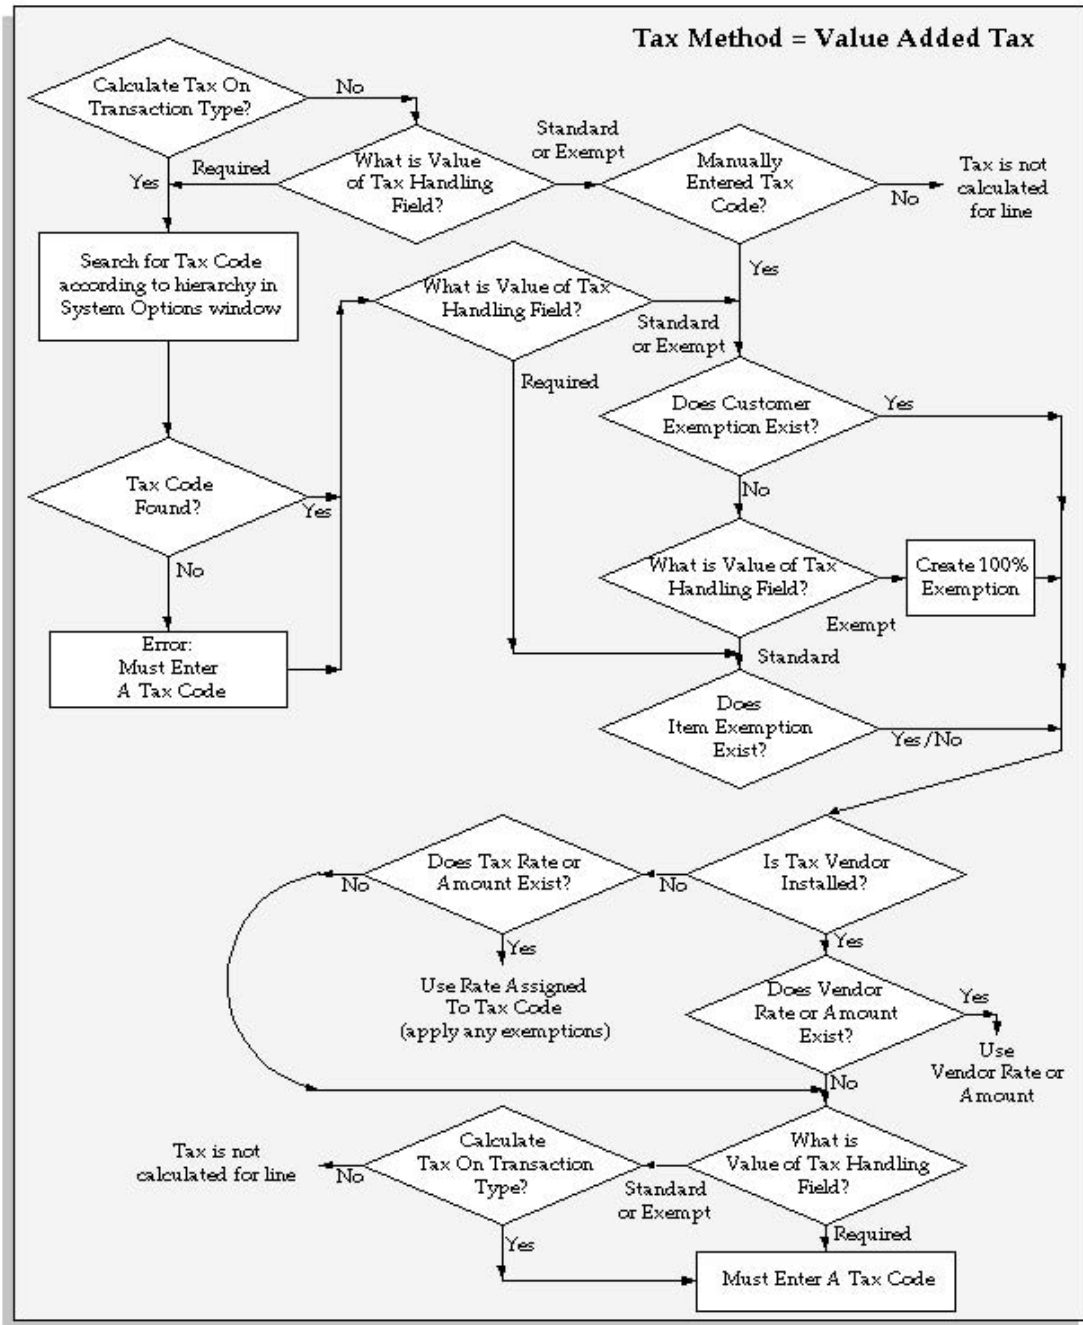 Tax Method = Value Added Tax
Calculate Tax On
Transaction Type?
No
Yes
Required
What is Value
of Tax Handling
Field?
Standard
or Exempt
Manually
Entered Tax
Code?
No
Tax is not
calculated
for line
Yes
Search for Tax Code
according to hierarchy in
System Options window
What is Value of Tax
Handling Field?
Standard
or Exempt
Required
Does Customer
Exemption Exist?
Yes
No
Tax Code
Found?
Yes
No
What is Value of Tax
Handling Field?
Create 100%
Exemption
Exempt
Standard
Error:
Must Enter
A Tax Code
Does
Item Exemption
Exist?
Yes/No
Does Tax Rate or
Amount Exist?
No
Is Tax Vendor
Installed?
No
Yes
Yes
Use Rate Assigned
To Tax Code
(apply any exemptions)
Does Vendor
Rate or Amount
Exist?
Yes
Use
Vendor Rate or
Amount
No
Tax is not
calculated for line
No
Calculate
Tax On Transaction
Type?
Standard
or Exempt
What is
Value of Tax Handling
Field?
Yes
Required
Must Enter A Tax Code